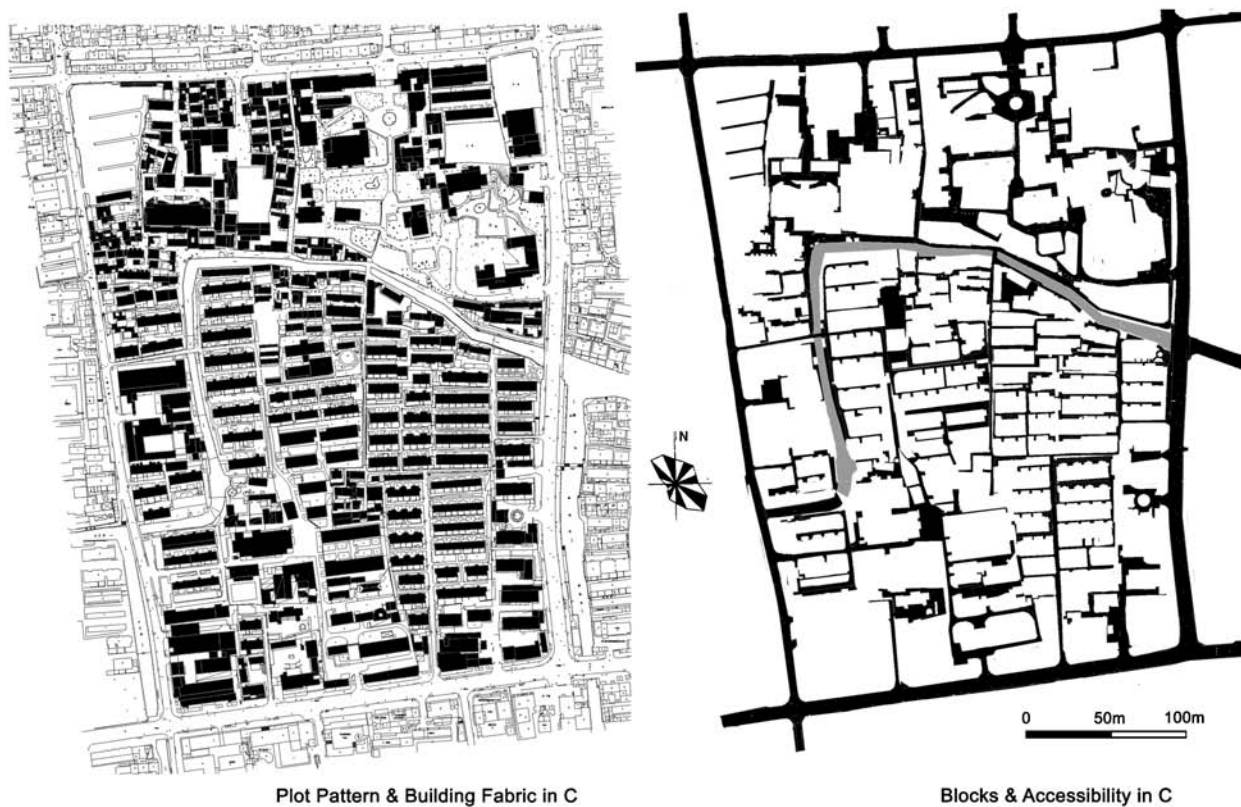 N
0 50m 100m
Plot Pattern & Building Fabric in C
Blocks & Accessibility in C